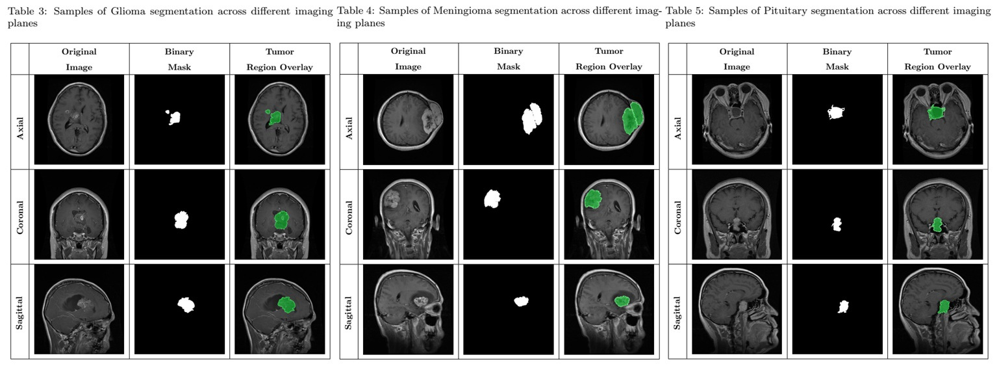 Table 3: Samples of Glioma segmentation across different imaging
planes
Original
Image
Binary
Mask
Tumor
Region Overlay
Axial
Coronal
Sagittal
Table 4: Samples of Meningioma segmentation across different imag-
ing planes
Original
Image
Binary
Mask
Tumor
Region Overlay
Axial
Coronal
Sagittal
Table 5: Samples of Pituitary segmentation across different imaging
planes
Original
Image
Binary
Mask
Tumor
Region Overlay
Axial
Coronal
Sagittal